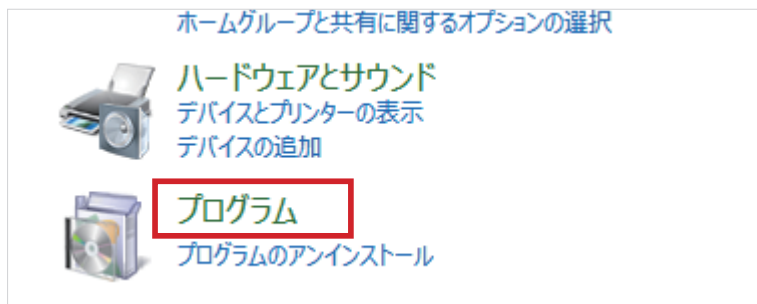 ホームグループと共有に関するオプションの選択
ハードウェアとサウンド
デバイスとプリンターの表示
デバイスの追加
プログラム
プログラムのアンインストール